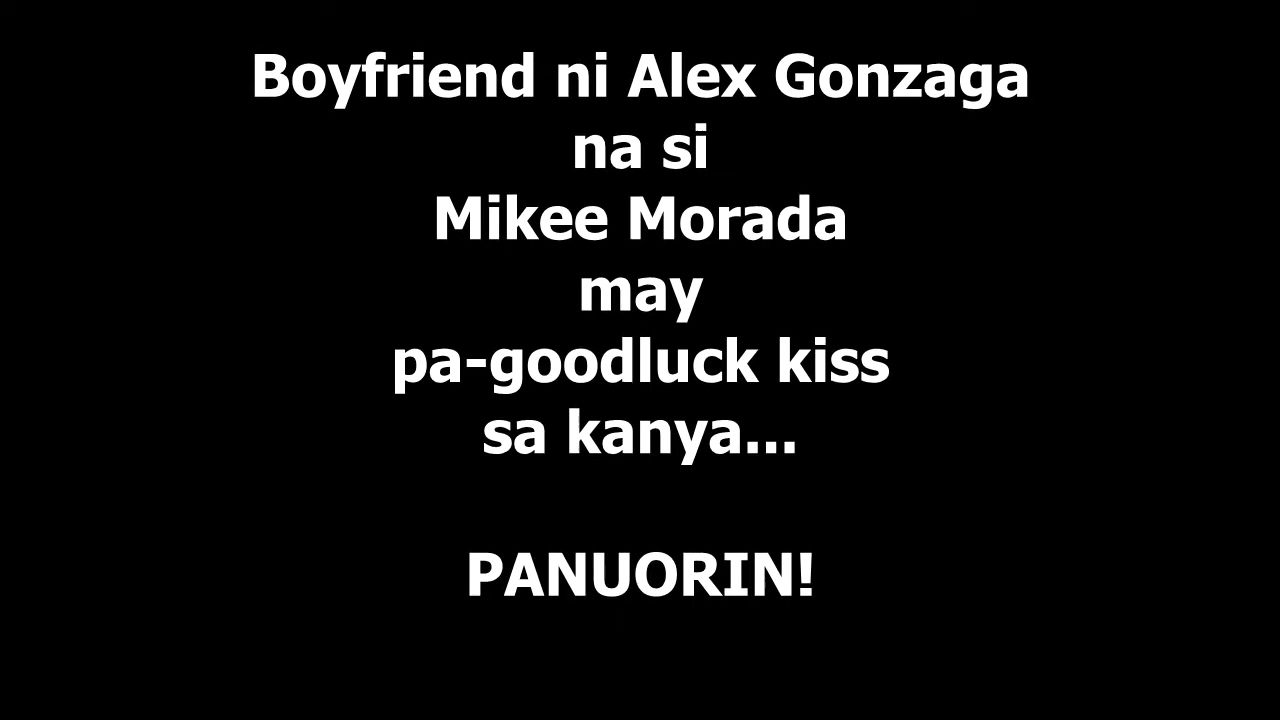 Boyfriend ni Alex Gonzaga
na si
Mikee Morada
may
pa-goodluck kiss
sa kanya...
PANUORIN!